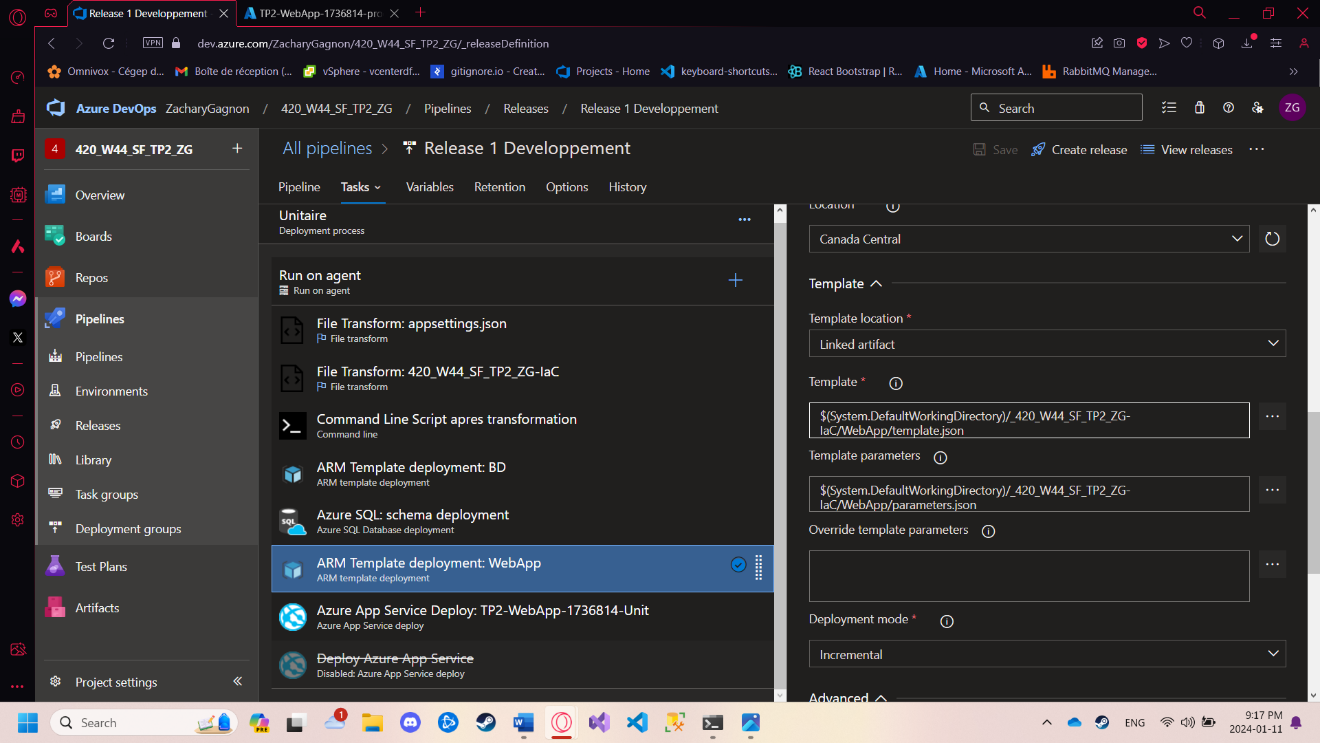 Release 1 Developpement
TP2-WebApp-1736814-pro
VPN
dev.azure.com/ZacharyGagnon/420_W44_SF_TP2_ZG/_releaseDefinition
Omnivox - Cégep d...
Boîte de réception (...
vSphere - vcenterdf...
gitignore.io - Creat...
Projects - Home
keyboard-shortcuts...
React Bootstrap | R...
Home - Microsoft A...
RabbitMQ Manage...
Azure DevOps
ZacharyGagnon
/
420_W44_SF_TP2_ZG
/
Pipelines
/
Releases
/
Release 1 Developpement
Search
ZG
4
420_W44_SF_TP2_ZG
Overview
Boards
Repos
Pipelines
Pipelines
Environments
Releases
Library
Task groups
Deployment groups
Test Plans
Artifacts
Project settings
All pipelines
Release 1 Developpement
Save
Create release
View releases
Pipeline
Tasks
Variables
Retention
Options
History
Unitaire
Deployment process
Run on agent
Run on agent
File Transform: appsettings.json
File transform
File Transform: 420_W44_SF_TP2_ZG-IaC
File transform
Command Line Script apres transformation
Command line
ARM Template deployment: BD
ARM template deployment
SQL
Azure SQL: schema deployment
Azure SQL Database deployment
ARM Template deployment: WebApp
ARM template deployment
Azure App Service Deploy: TP2-WebApp-1736814-Unit
Azure App Service deploy
Deploy Azure App Service
Disabled: Azure App Service deploy
Location
Canada Central
Template
Template location *
Linked artifact
Template *
$(System.DefaultWorkingDirectory)/_420_W44_SF_TP2_ZG-
IaC/WebApp/template.json
Template parameters
$(System.DefaultWorkingDirectory)/_420_W44_SF_TP2_ZG-
IaC/WebApp/parameters.json
Override template parameters
Deployment mode *
Incremental
Advanced
Search
PRE
1
ENG
9:17 PM
2024-01-11